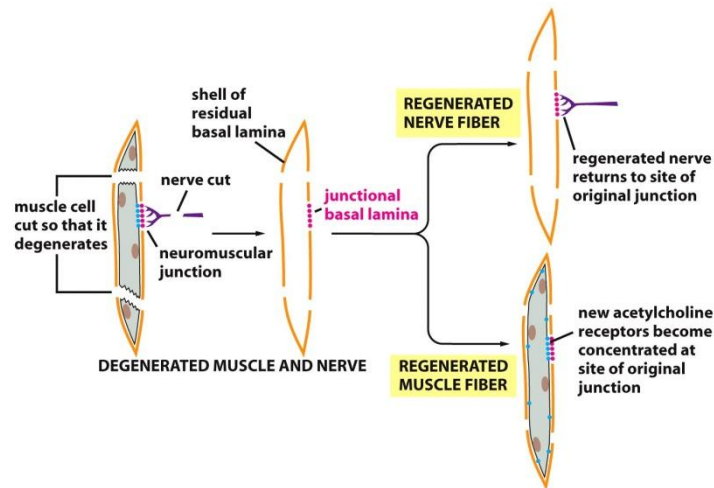 shell of
residual
basal lamina
nerve cut
muscle cell
cut so that it
degenerates
neuromuscular
junction
junctional
basal lamina
DEGENERATED MUSCLE AND NERVE
REGENERATED
NERVE FIBER
regenerated nerve
returns to site of
original junction
REGENERATED
MUSCLE FIBER
new acetylcholine
receptors become
concentrated at
site of original
junction